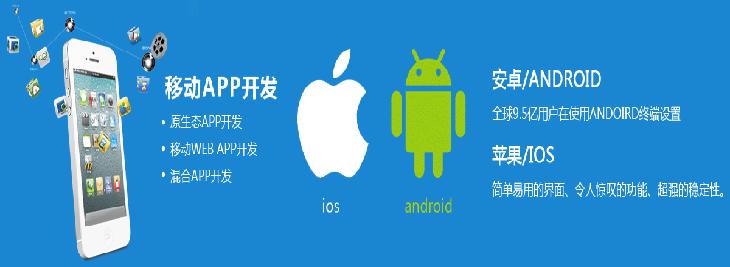 移动APP开发
• 原生态APP开发
• 移动WEB APP开发
• 混合APP开发
ios
android
安卓/ANDROID
全球9.5亿用户在使用ANDOIRD终端设置
苹果/IOS
简单易用的界面、令人惊叹的功能、超强的稳定性。